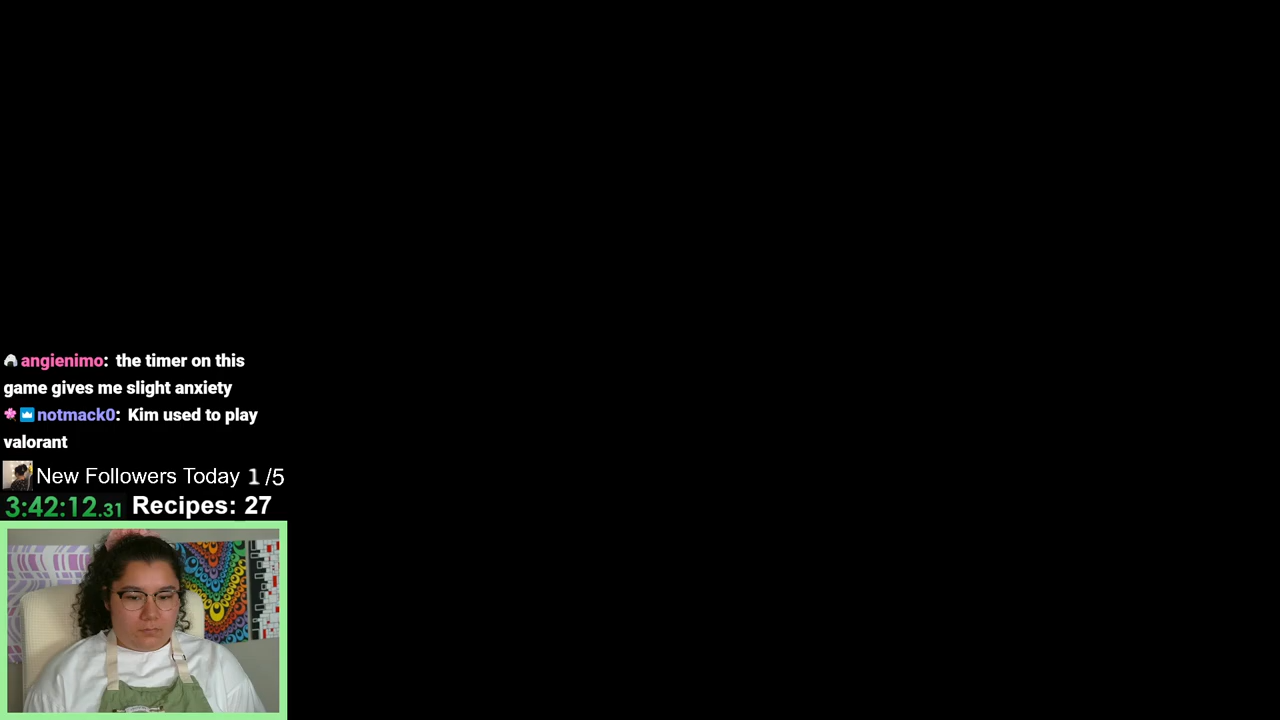 angienimo: the timer on this
game gives me slight anxiety
notmack0: Kim used to play
valorant
New Followers Today 1 /5
3:42:12.31 Recipes: 27